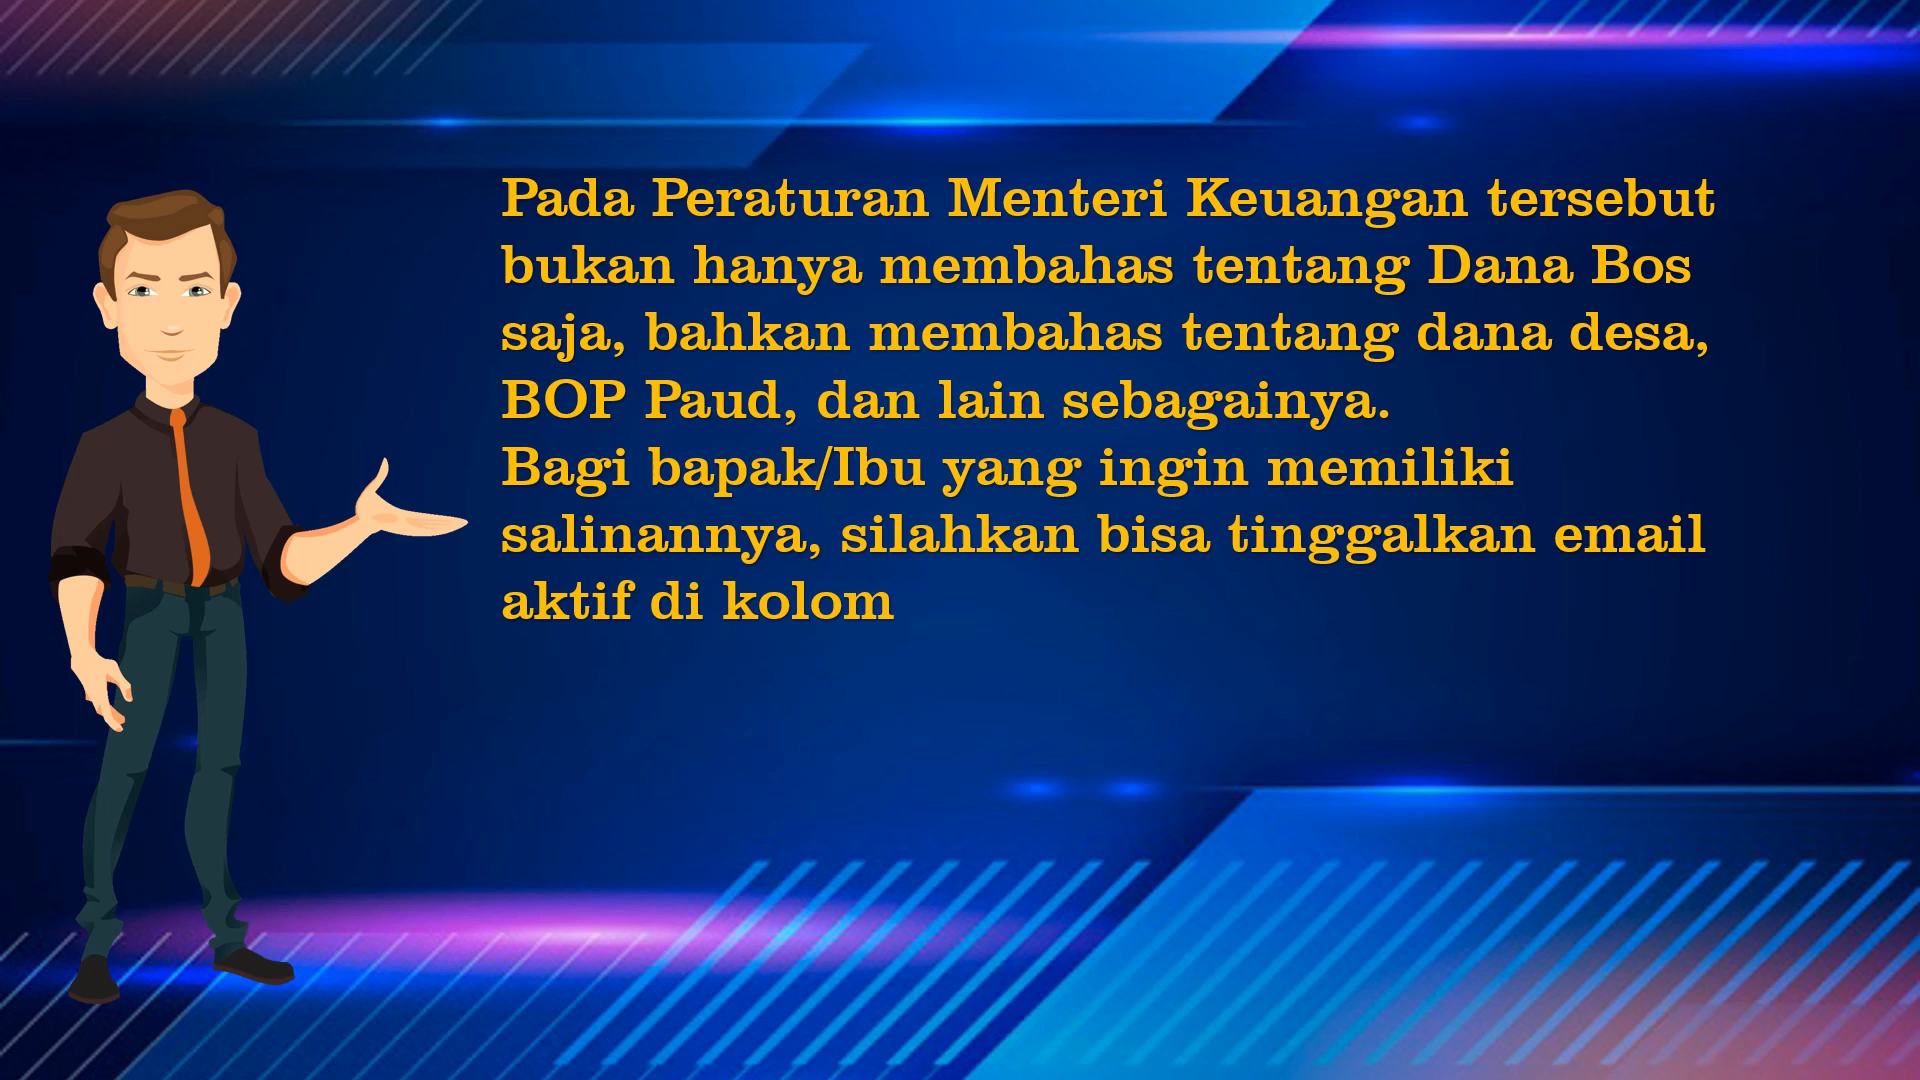 Pada Peraturan Menteri Keuangan tersebut
bukan hanya membahas tentang Dana Bos
saja, bahkan membahas tentang dana desa,
BOP Paud, dan lain sebagainya.
Bagi bapak/Ibu yang ingin memiliki
salinannya, silahkan bisa tinggalkan email
aktif di kolom